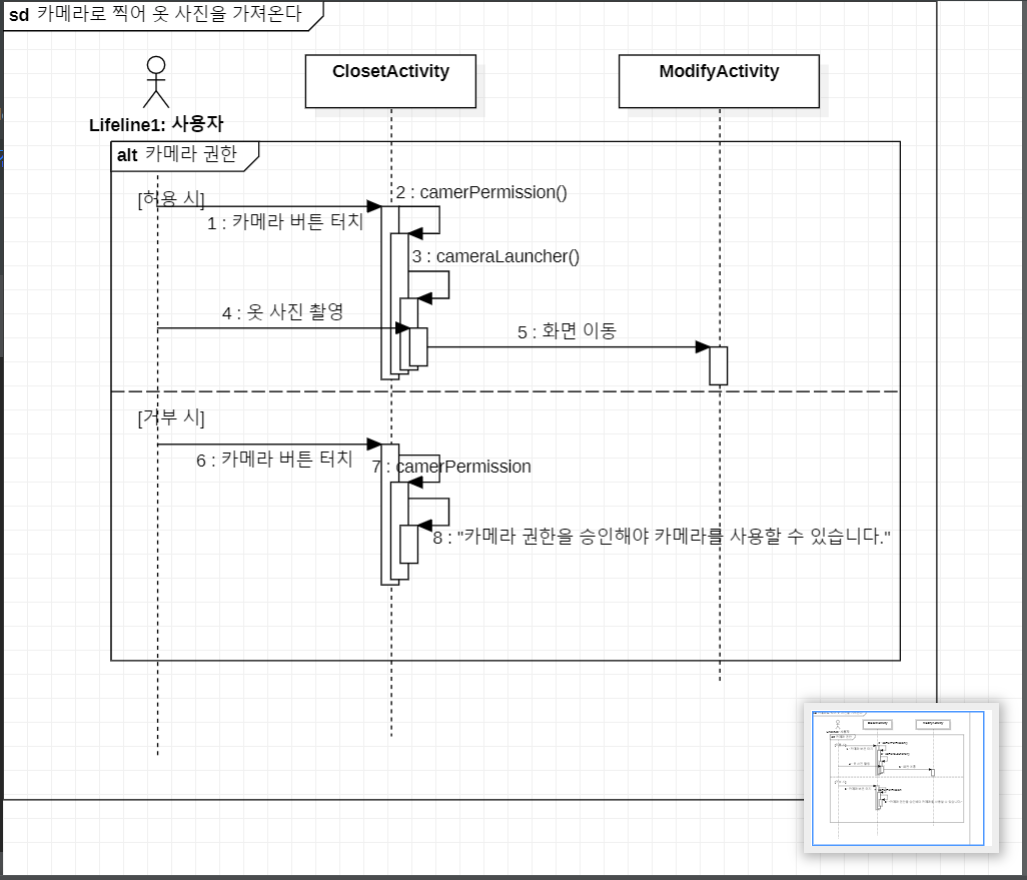 sd 카메라로 찍어 옷 사진을 가져온다
ClosetActivity
ModifyActivity
Lifeline1: 사용자
alt 카메라 권한
[허용 시]
2 : camerPermission()
1 : 카메라 버튼 터치
3 : cameraLauncher()
4 : 옷 사진 촬영
5 : 화면 이동
[거부 시]
6 : 카메라 버튼 터치
7 : camerPermission
8 : "카메라 권한을 승인해야 카메라를 사용할 수 있습니다."